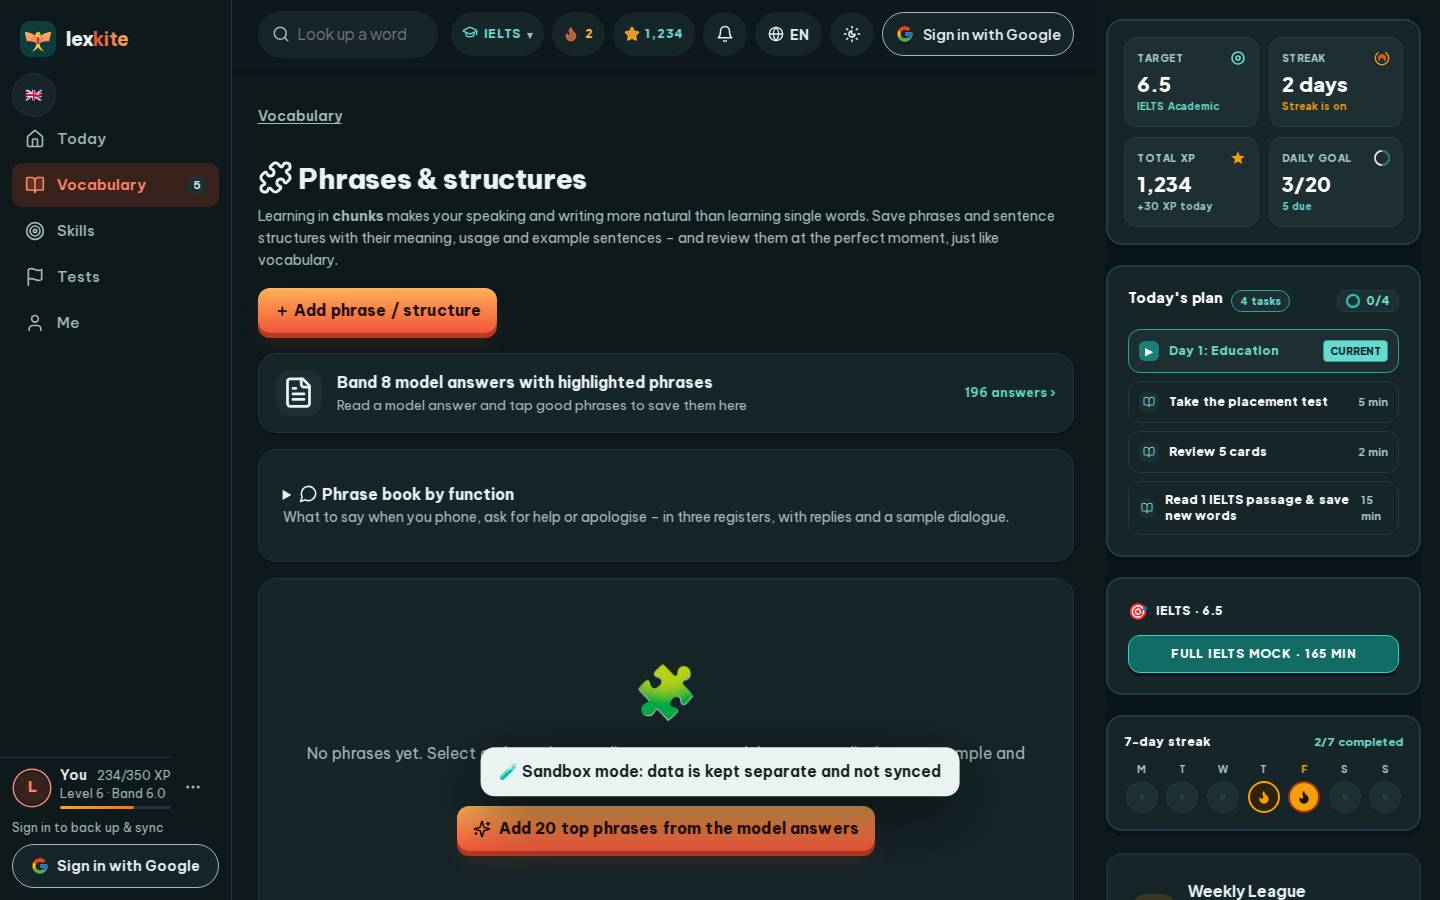 lexkite
Today
Vocabulary 5
Skills
Tests
Me
L
You 234/350 XP
Level 6 · Band 6.0
Sign in to back up & sync
Sign in with Google
Look up a word
IELTS ▾
2
1,234
EN
Sign in with Google
Vocabulary
Phrases & structures
Learning in chunks makes your speaking and writing more natural than learning single words. Save phrases and sentence
structures with their meaning, usage and example sentences – and review them at the perfect moment, just like
vocabulary.
+ Add phrase / structure
Band 8 model answers with highlighted phrases
Read a model answer and tap good phrases to save them here
196 answers ›
Phrase book by function
What to say when you phone, ask for help or apologise – in three registers, with replies and a sample dialogue.
No phrases yet. Select
and
Sandbox mode: data is kept separate and not synced
Add 20 top phrases from the model answers
TARGET
6.5
IELTS Academic
STREAK
2 days
Streak is on
TOTAL XP
1,234
+30 XP today
DAILY GOAL
3/20
5 due
Today's plan 4 tasks 0/4
Day 1: Education CURRENT
Take the placement test 5 min
Review 5 cards 2 min
Read 1 IELTS passage & save 15
new words min
IELTS · 6.5
FULL IELTS MOCK · 165 MIN
7-day streak 2/7 completed
M T W T F S S
Weekly League